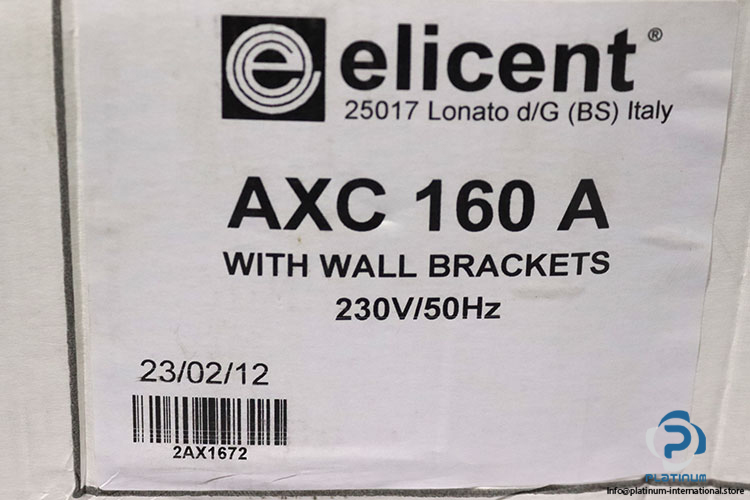 e elicent®
25017 Lonato d/G (BS) Italy
AXC 160 A
WITH WALL BRACKETS
230V/50Hz
23/02/12
2AX1672
PLATINUM
info@platinum-international.store